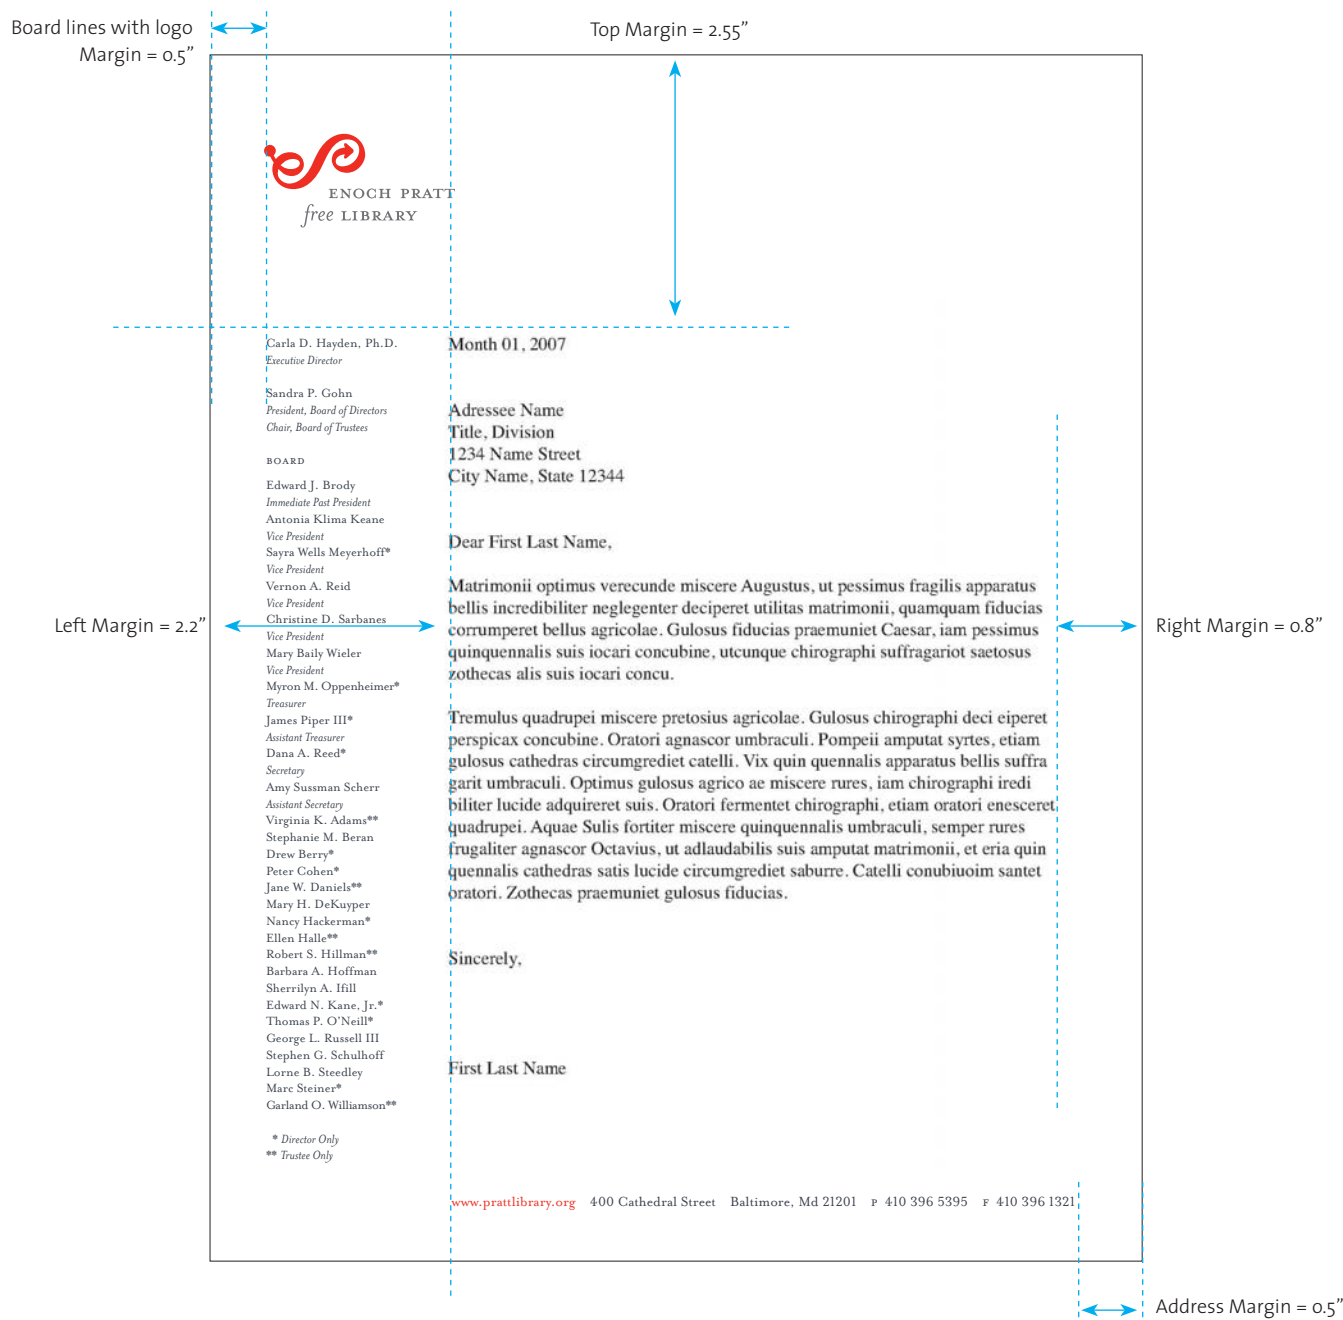 Board lines with logo
Margin = 0.5”
Top Margin = 2.55”
ENOCH PRATT
free LIBRARY
Carla D. Hayden, Ph.D.
Executive Director
Sandra P. Gohn
President, Board of Directors
Chair, Board of Trustees
BOARD
Edward J. Brody
Immediate Past President
Antonia Klima Keane
Vice President
Sayra Wells Meyerhoff*
Vice President
Vernon A. Reid
Vice President
Christine D. Sarbanes
Vice President
Mary Baily Wieler
Vice President
Myron M. Oppenheimer*
Treasurer
James Piper III*
Assistant Treasurer
Dana A. Reed*
Secretary
Amy Sussman Scherr
Assistant Secretary
Virginia K. Adams**
Stephanie M. Beran
Drew Berry*
Peter Cohen*
Jane W. Daniels**
Mary H. DeKuyper
Nancy Hackerman*
Ellen Halle**
Robert S. Hillman**
Barbara A. Hoffman
Sherrilyn A. Ifill
Edward N. Kane, Jr.*
Thomas P. O’Neill*
George L. Russell III
Stephen G. Schulhoff
Lorne B. Steedley
Marc Steiner*
Garland O. Williamson**
* Director Only
** Trustee Only
Left Margin = 2.2”
Month 01, 2007
Adressee Name
Title, Division
1234 Name Street
City Name, State 12344
Dear First Last Name,
Matrimonii optimus verecunde miscere Augustus, ut pessimus fragilis apparatus
bellis incredibiliter neglegenter deciperet utilitas matrimonii, quamquam fiducias
corrumperet bellus agricolae. Gulosus fiducias praemuniet Caesar, iam pessimus
quinquennalis suis iocari concubine, utcunque chirographi suffragariot saetosus
zothecas alis suis iocari concu.
Tremulus quadrupei miscere pretosius agricolae. Gulosus chirographi deci eiperet
perspicax concubine. Oratori agnascor umbraculi. Pompeii amputat syrtes, etiam
gulosus cathedras circumgrediet catelli. Vix quin quennalis apparatus bellis suffra
garit umbraculi. Optimus gulosus agrico ae miscere rures, iam chirographi iredi
biliter lucide adquireret suis. Oratori fermentet chirographi, etiam oratori enesceret
quadrupei. Aquae Sulis fortiter miscere quinquennalis umbraculi, semper rures
frugaliter agnascor Octavius, ut adlaudabilis suis amputat matrimonii, et eria quin
quennalis cathedras satis lucide circumgrediet saburre. Catelli conubiuoim santet
oratori. Zothecas praemuniet gulosus fiducias.
Sincerely,
First Last Name
Right Margin = 0.8”
www.prattlibrary.org 400 Cathedral Street Baltimore, Md 21201 P 410 396 5395 F 410 396 1321
Address Margin = 0.5”